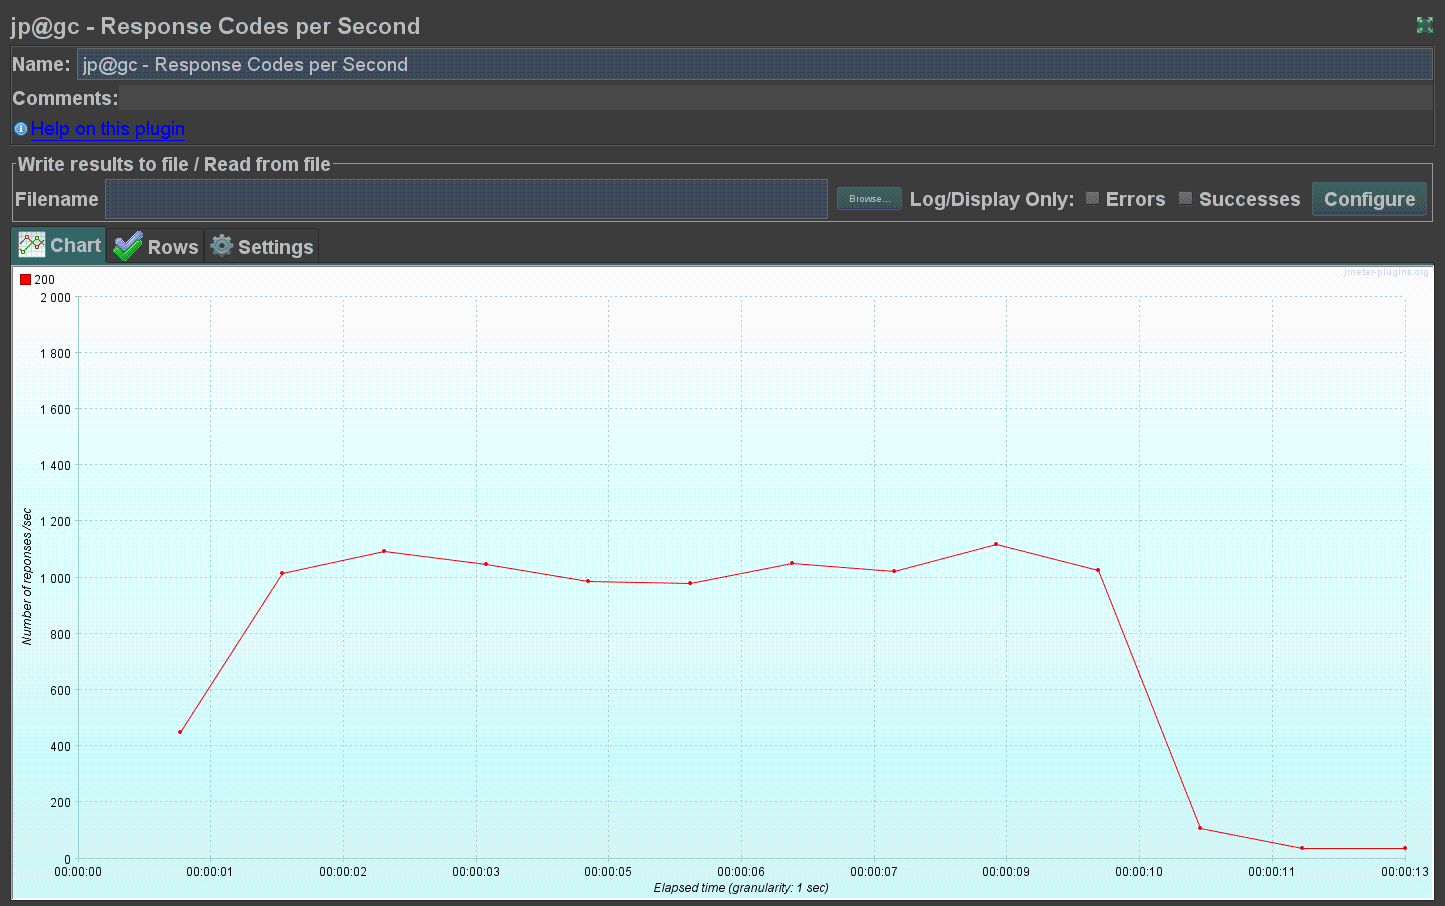 jp@gc - Response Codes per Second
Name: jp@gc - Response Codes per Second
Comments:
Help on this plugin
Write results to file / Read from file
Filename Browse... Log/Display Only: Errors Successes Configure
Chart Rows Settings
200 jmeter-plugins.org
2 000
1 800
1 600
1 400
1 200
1 000
800
600
400
200
0
Number of reponses /sec
00:00:00 00:00:01 00:00:02 00:00:03 00:00:05 00:00:06 00:00:07 00:00:09 00:00:10 00:00:11 00:00:13
Elapsed time (granularity: 1 sec)